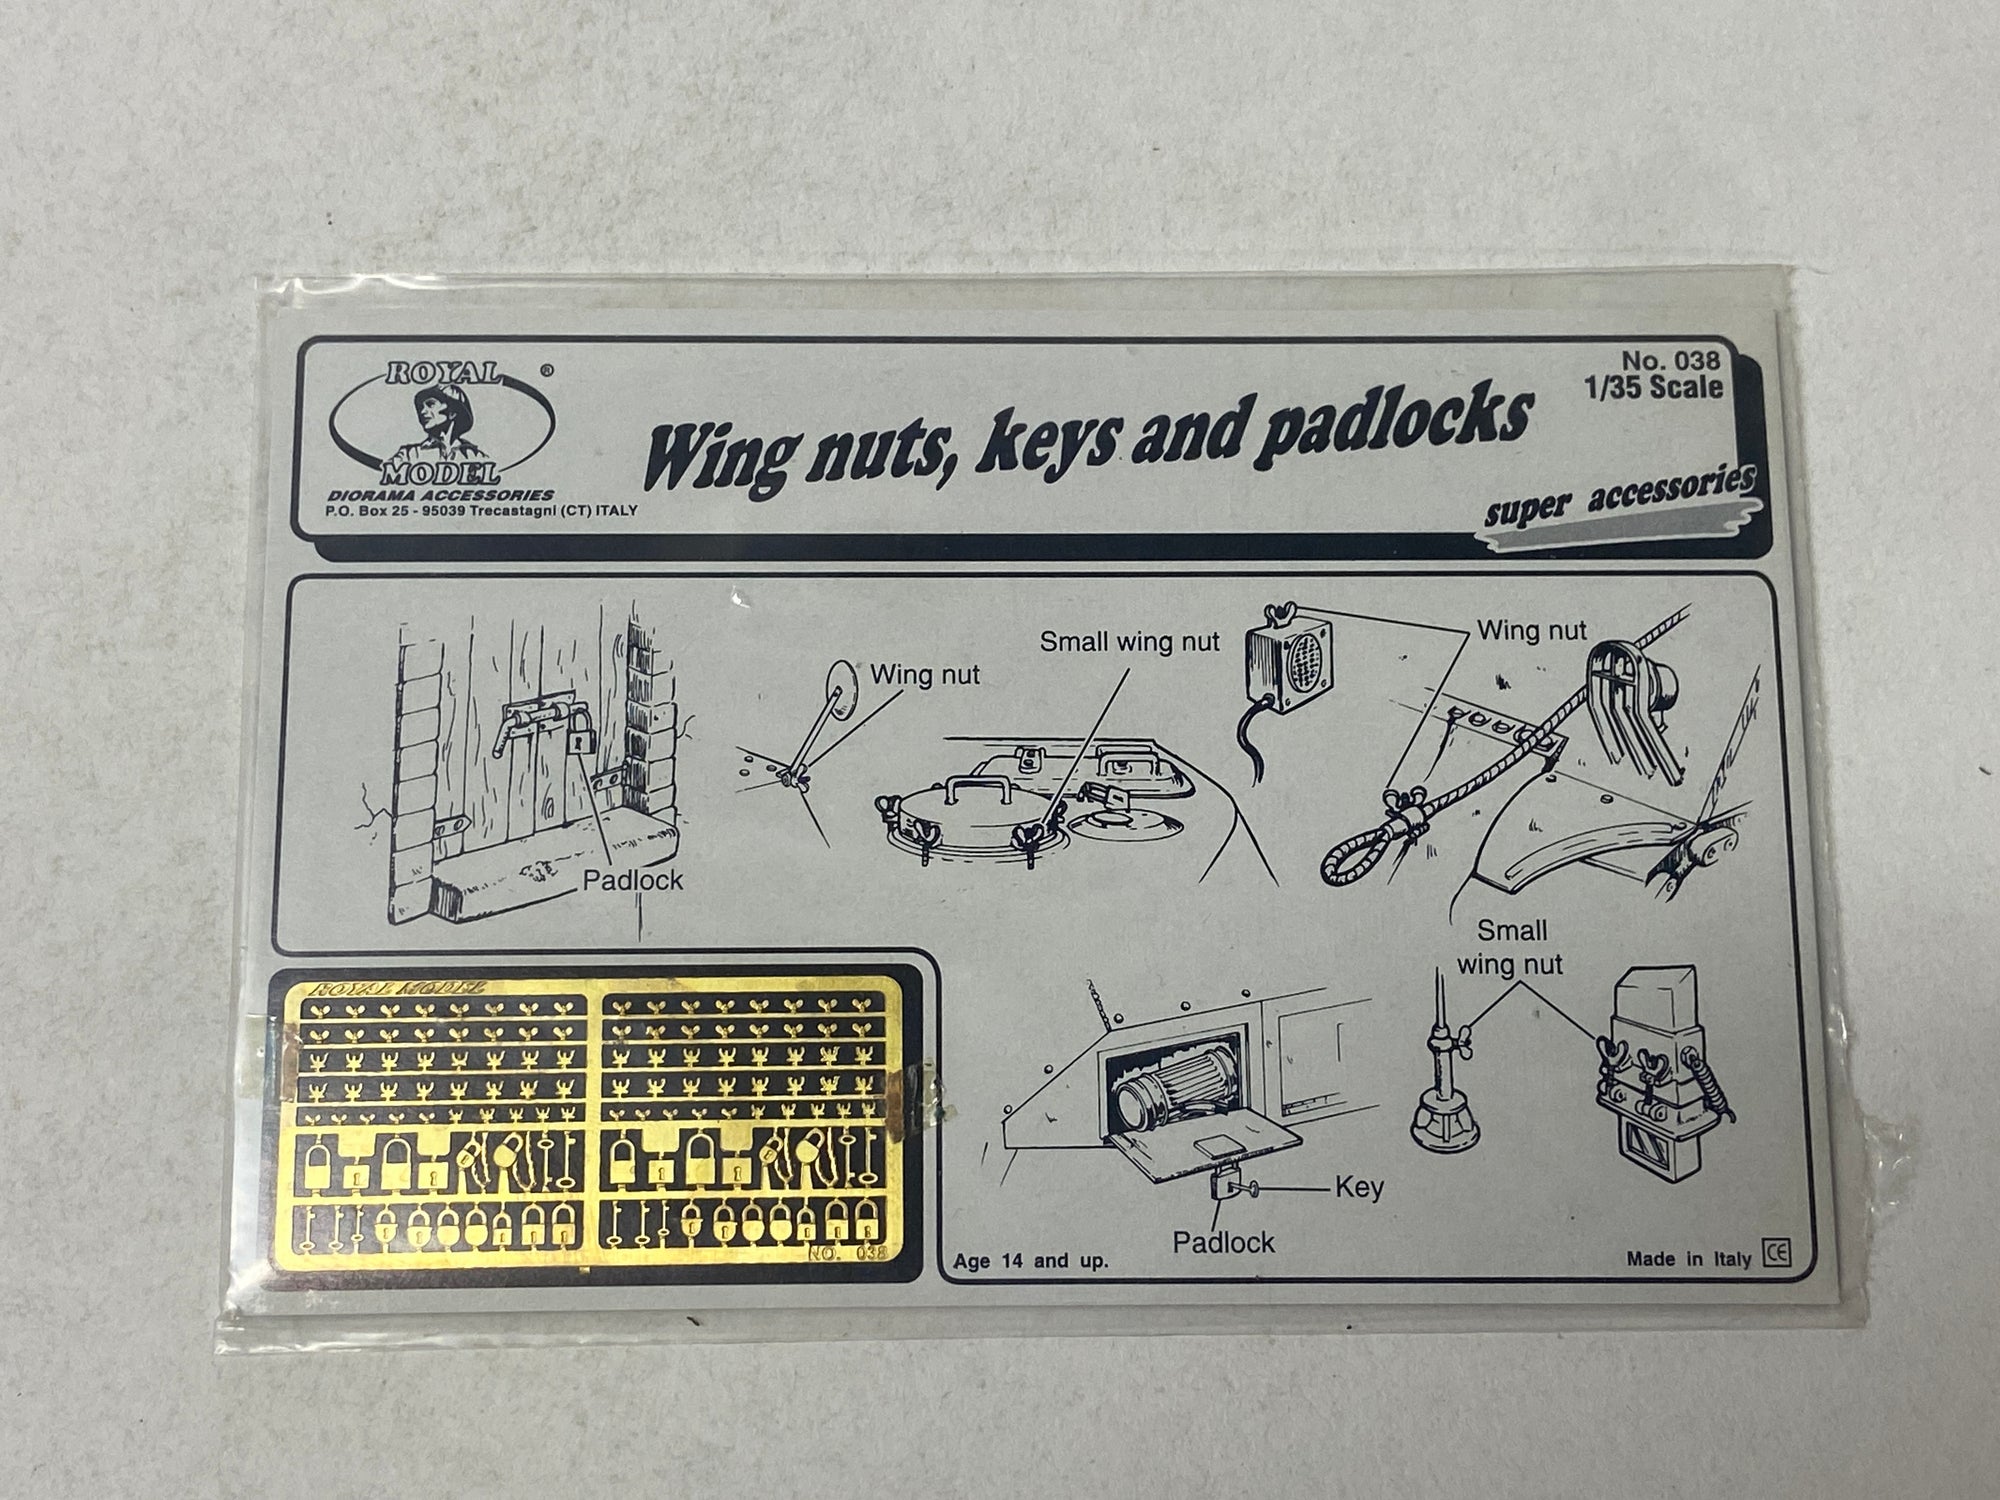 ROYAL ®
MODEL
DIORAMA ACCESSORIES
P.O. Box 25 - 95039 Trecastagni (CT) ITALY
Wing nuts, keys and padlocks
No. 038
1/35 Scale
super accessories
Padlock
Wing nut
Small wing nut
Wing nut
Small
wing nut
Key
Padlock
ROYAL MODEL
NO. 038
Age 14 and up.
Made in Italy CE